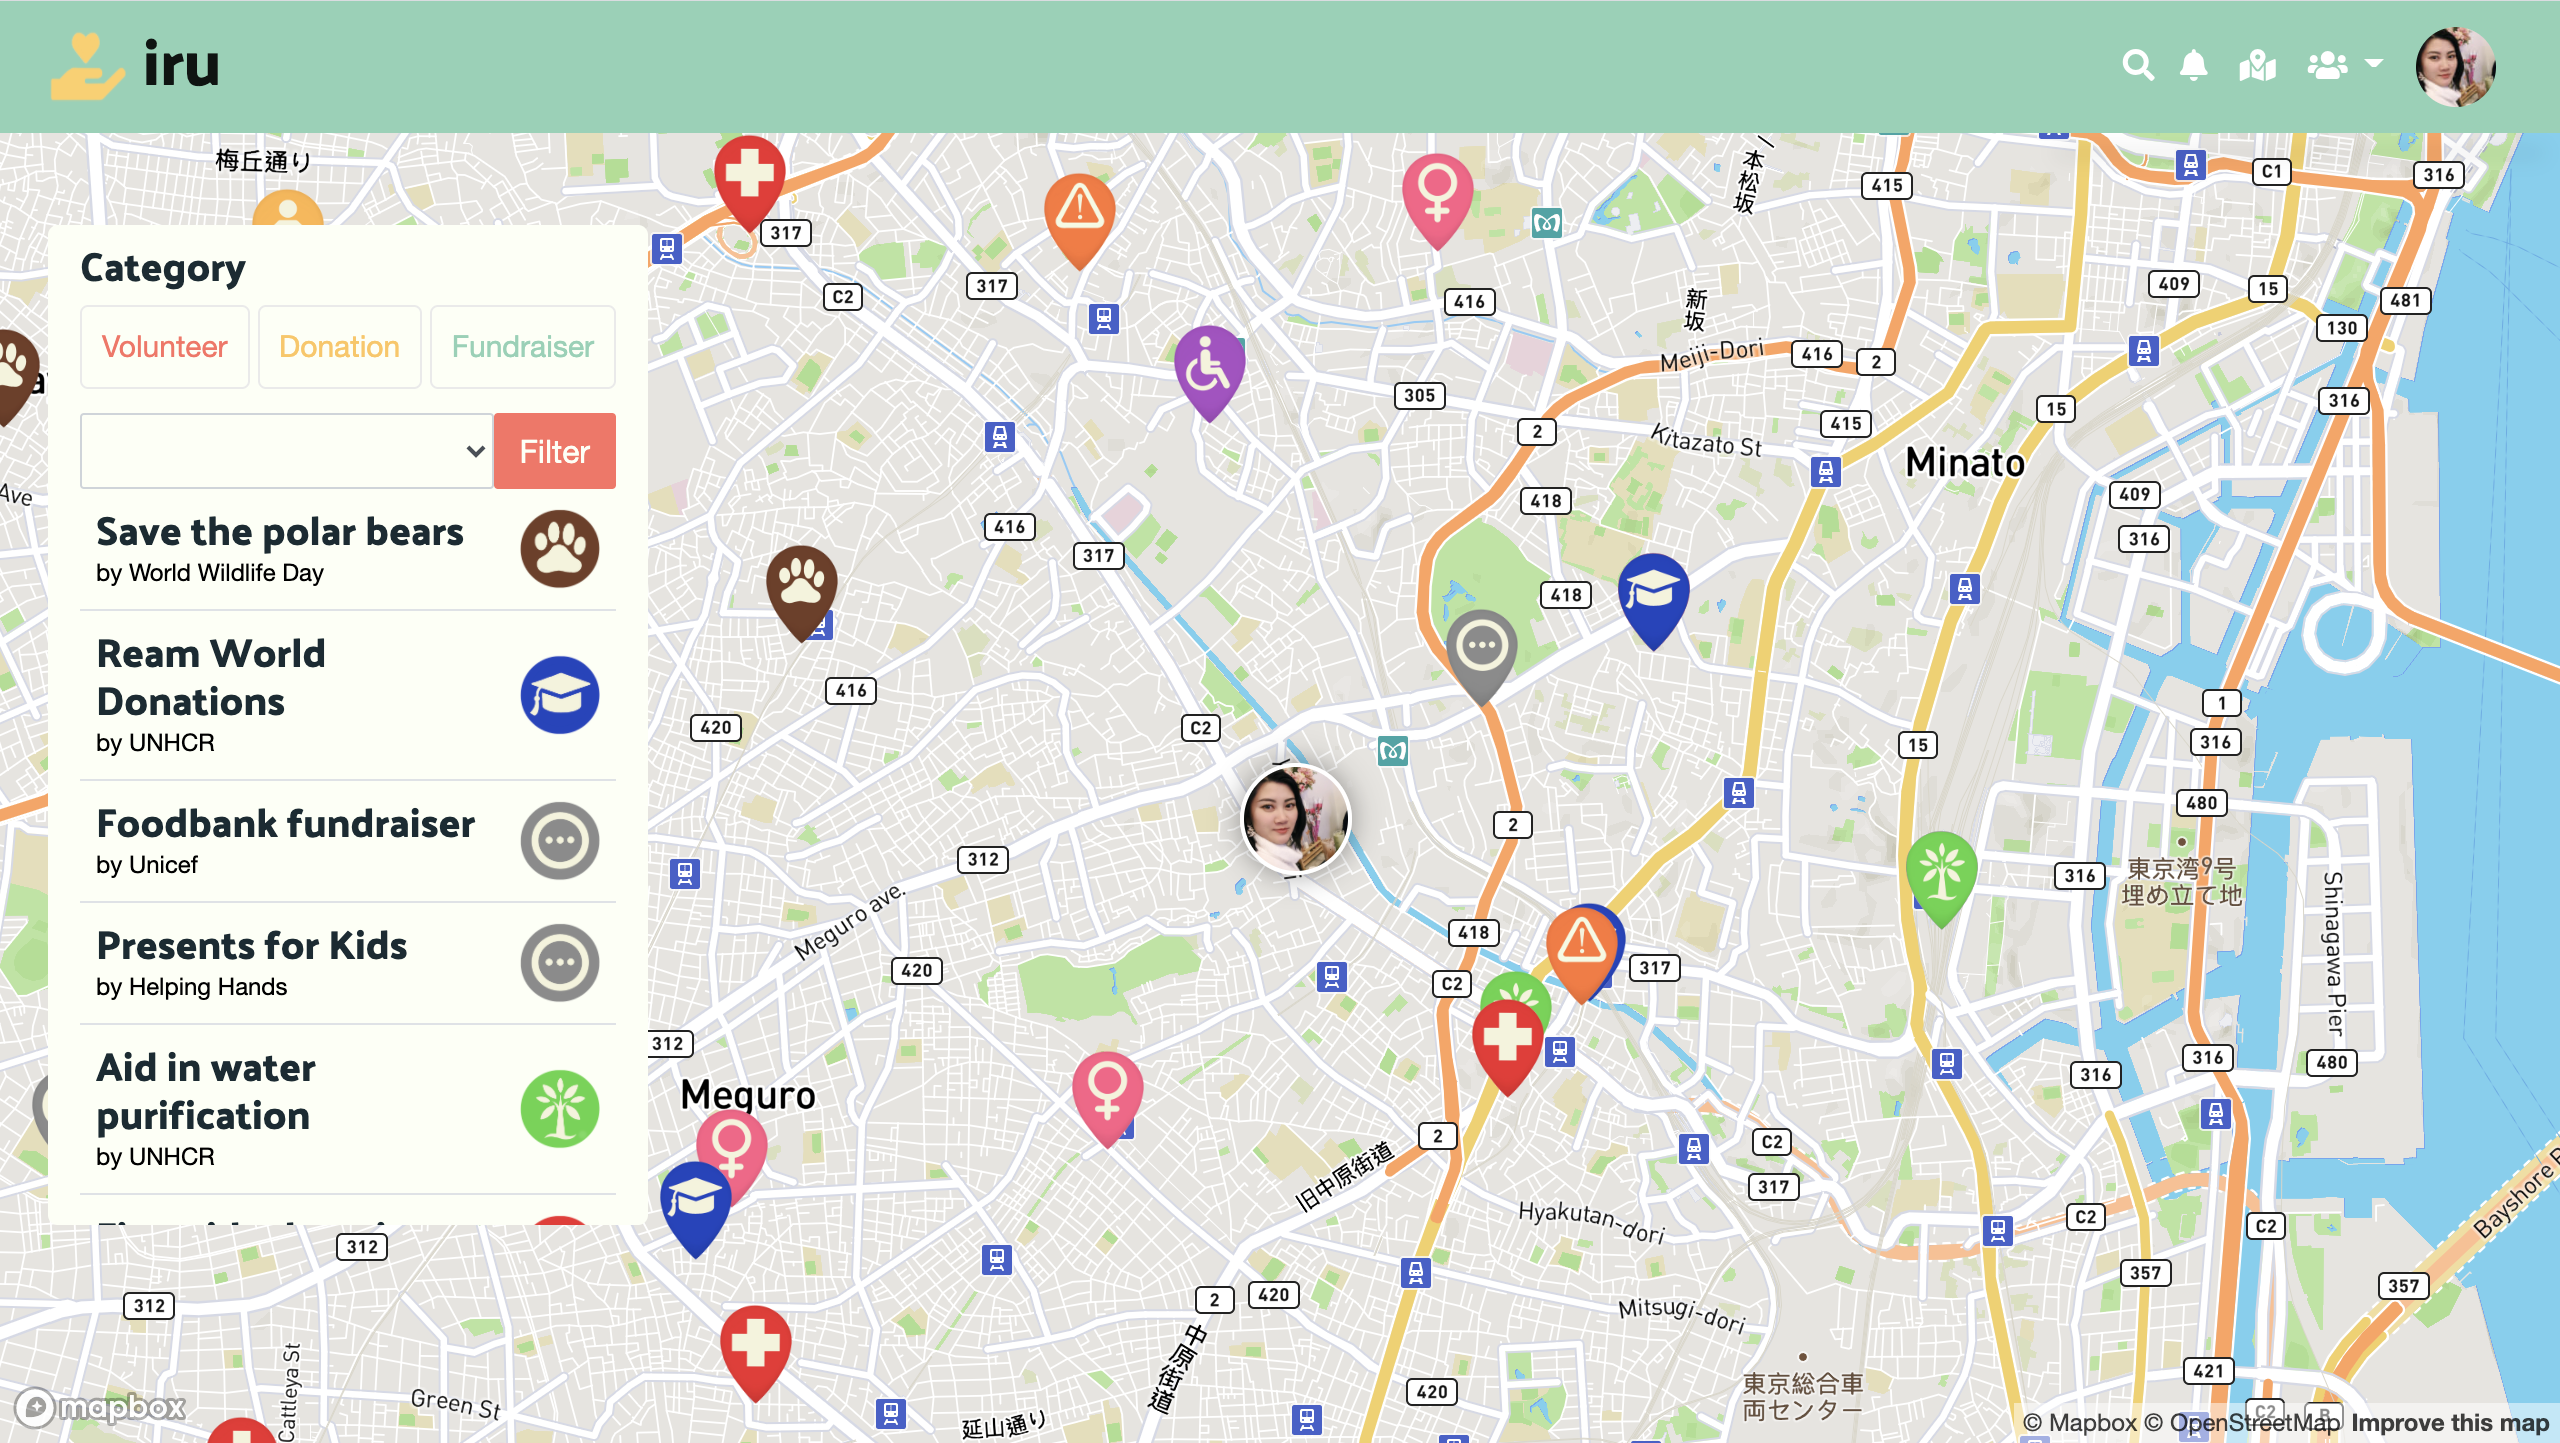 iru
梅丘通り
一本松坂
415
C1
316
317
Category
C2
317
416
新坂
409
15
481
130
Volunteer
Donation
Fundraiser
Meiji-Dori
416
2
305
316
15
415
2
Kitazato St
Filter
Minato
Ave
418
409
416
316
317
Save the polar bears
by World Wildlife Day
418
Ream World
Donations
by UNHCR
416
420
C2
1
316
15
480
2
Foodbank fundraiser
by Unicef
312
Meguro ave.
316
東京湾9号
埋め立て地
Shinagawa Pier
418
Presents for Kids
by Helping Hands
420
317
C2
312
Aid in water
purification
by UNHCR
Meguro
316
480
316
2
C2
旧中原街道
317
Hyakutan-dori
C2
C2
Bayshore
312
357
357
312
2
420
Mitsugi-dori
中原街道
Cattleya St
東京総合車
両センター
421
420
Green St
延山通り
mapbox
C2
© Mapbox © OpenStreetMap Improve this map